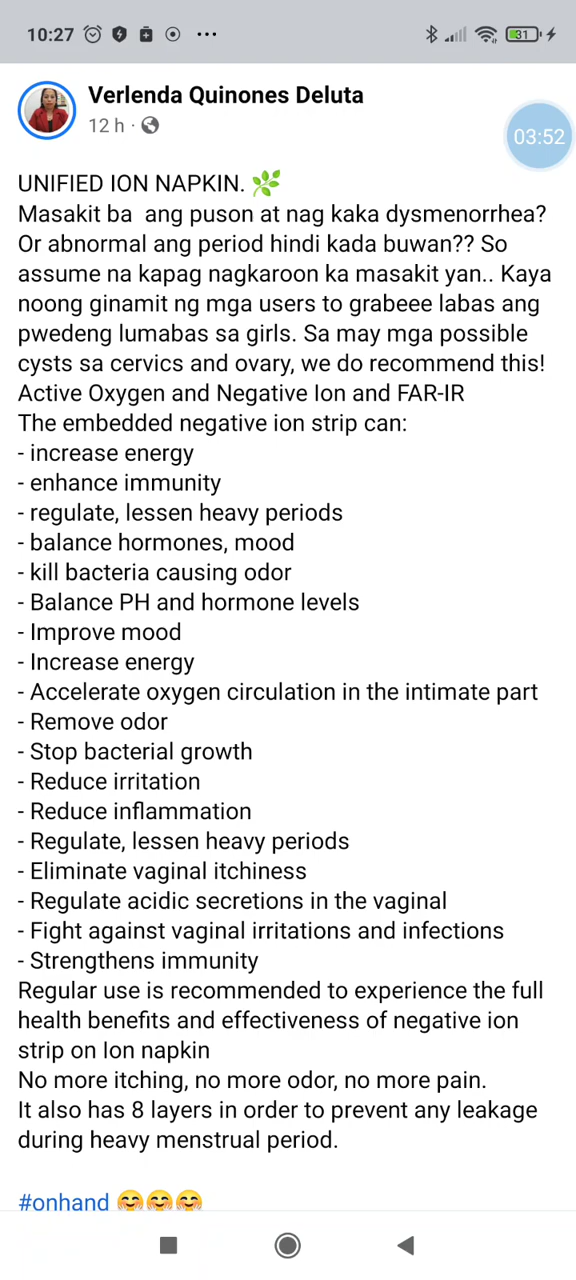 10:27
31
Verlenda Quinones Deluta
12 h ·
03:52
UNIFIED ION NAPKIN. 🌿
Masakit ba  ang puson at nag kaka dysmenorrhea?
Or abnormal ang period hindi kada buwan?? So
assume na kapag nagkaroon ka masakit yan.. Kaya
noong ginamit ng mga users to grabeee labas ang
pwedeng lumabas sa girls. Sa may mga possible
cysts sa cervics and ovary, we do recommend this!
Active Oxygen and Negative Ion and FAR-IR
The embedded negative ion strip can:
- increase energy
- enhance immunity
- regulate, lessen heavy periods
- balance hormones, mood
- kill bacteria causing odor
- Balance PH and hormone levels
- Improve mood
- Increase energy
- Accelerate oxygen circulation in the intimate part
- Remove odor
- Stop bacterial growth
- Reduce irritation
- Reduce inflammation
- Regulate, lessen heavy periods
- Eliminate vaginal itchiness
- Regulate acidic secretions in the vaginal
- Fight against vaginal irritations and infections
- Strengthens immunity
Regular use is recommended to experience the full
health benefits and effectiveness of negative ion
strip on Ion napkin
No more itching, no more odor, no more pain.
It also has 8 layers in order to prevent any leakage
during heavy menstrual period.
#onhand 🤗🤗🤗